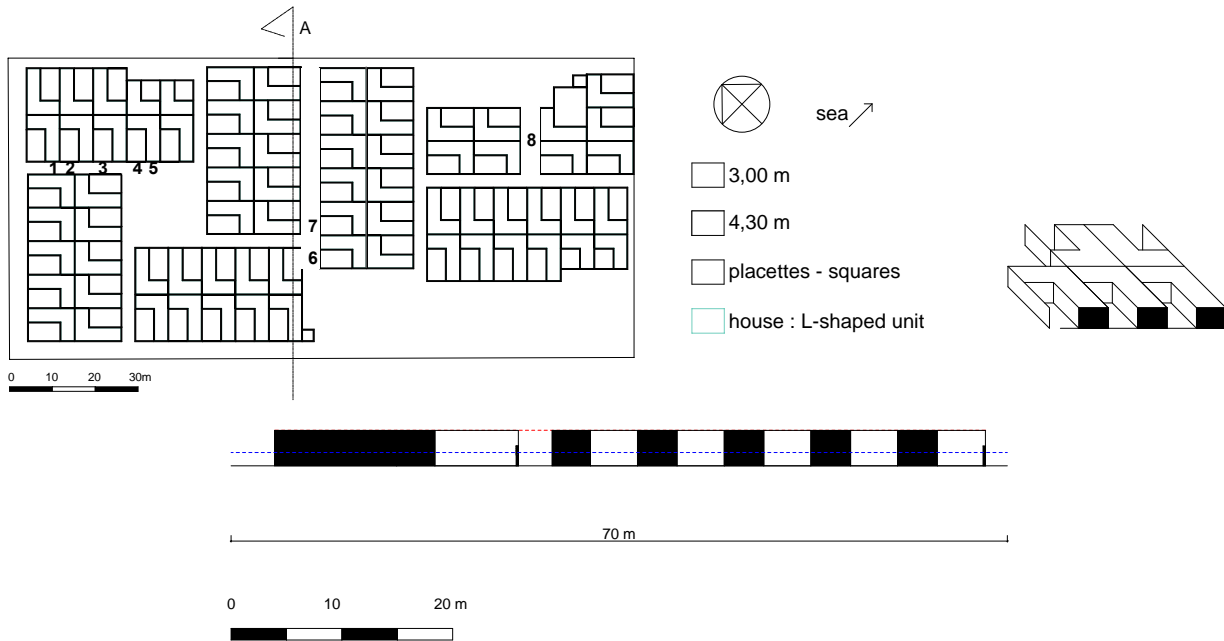 A
sea
3,00 m
1 2 3 4 5
8
4,30 m
7
6
placettes - squares
house : L-shaped unit
0 10 20 30m
70 m
0 10 20 m